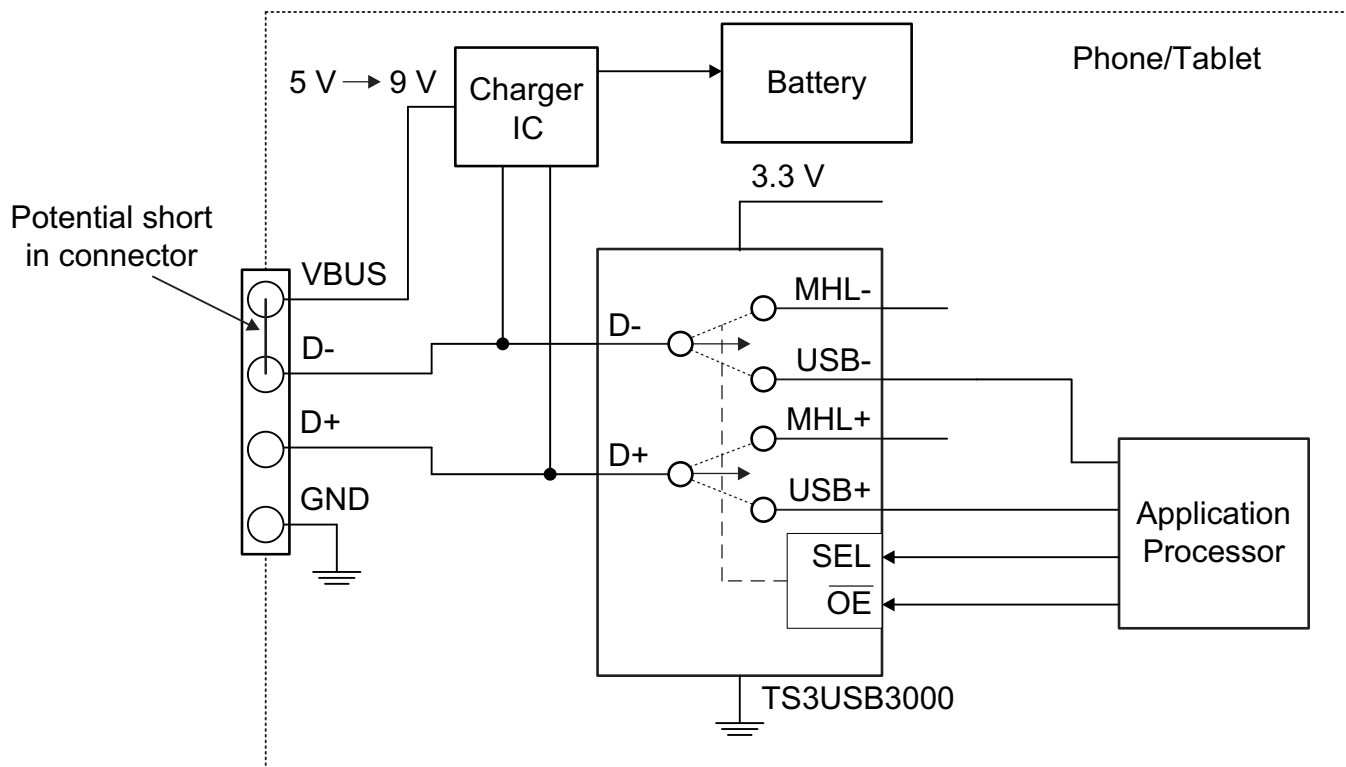 Phone/Tablet
5 V → 9 V
Charger
IC
Battery
3.3 V
Potential short
in connector
VBUS
D-
D+
GND
D-
D+
MHL-
USB-
MHL+
USB+
SEL
OE
Application
Processor
TS3USB3000